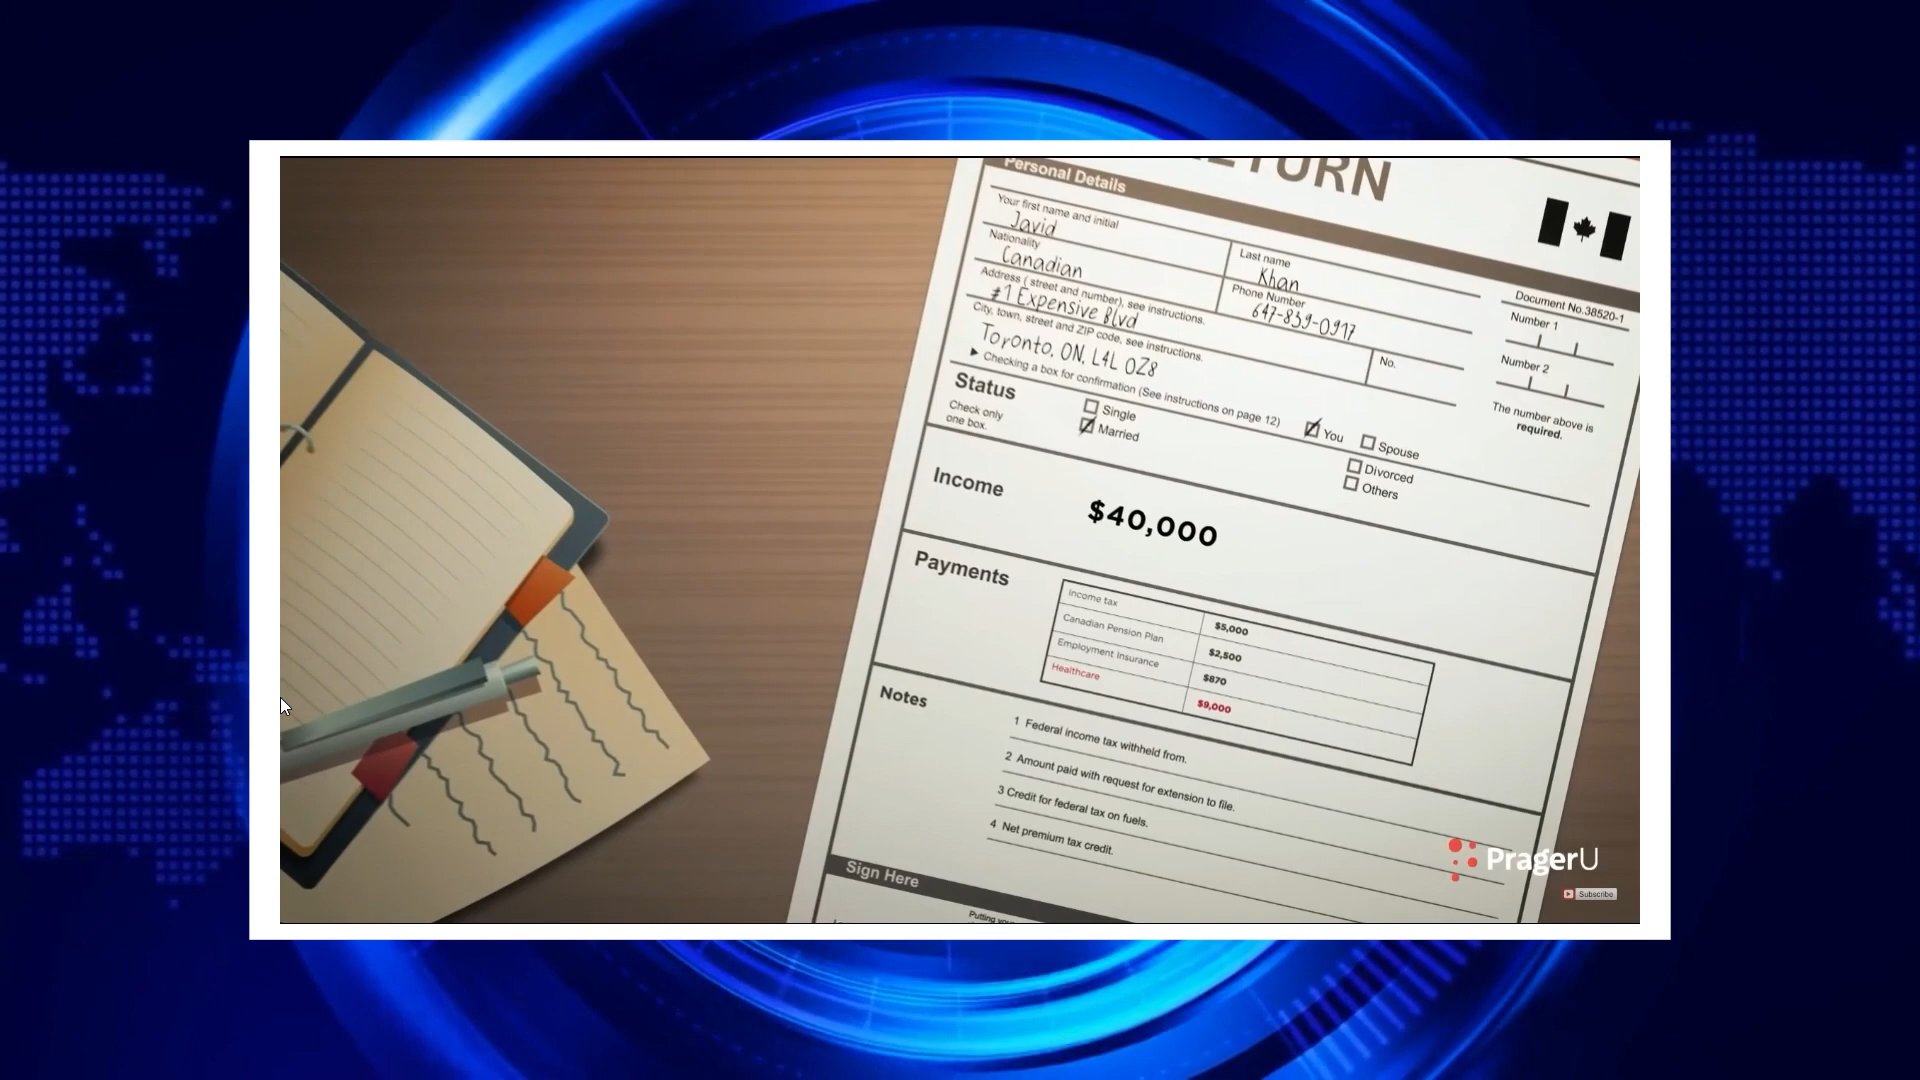 ETURN
Personal Details
Your first name and initial
Javid
Last name
Khan
Nationality
Canadian
Phone Number
647-839-0917
Address ( street and number), see instructions.
#1 Expensive Blvd
No.
City, town, street and ZIP code, see instructions.
Toronto, ON, L4L 0Z8
Document No.38520-1
Number 1
Number 2
The number above is
required.
Checking a box for confirmation (See instructions on page 12)
You
Spouse
Status
Check only
one box.
Single
Married
Divorced
Others
Income
$40,000
Payments
Income tax
$5,000
Canadian Pension Plan
$2,500
Employment Insurance
$870
Healthcare
$9,000
Notes
1 Federal income tax withheld from.
2 Amount paid with request for extension to file.
3 Credit for federal tax on fuels.
4 Net premium tax credit.
Sign Here
Putting
PragerU
Subscribe